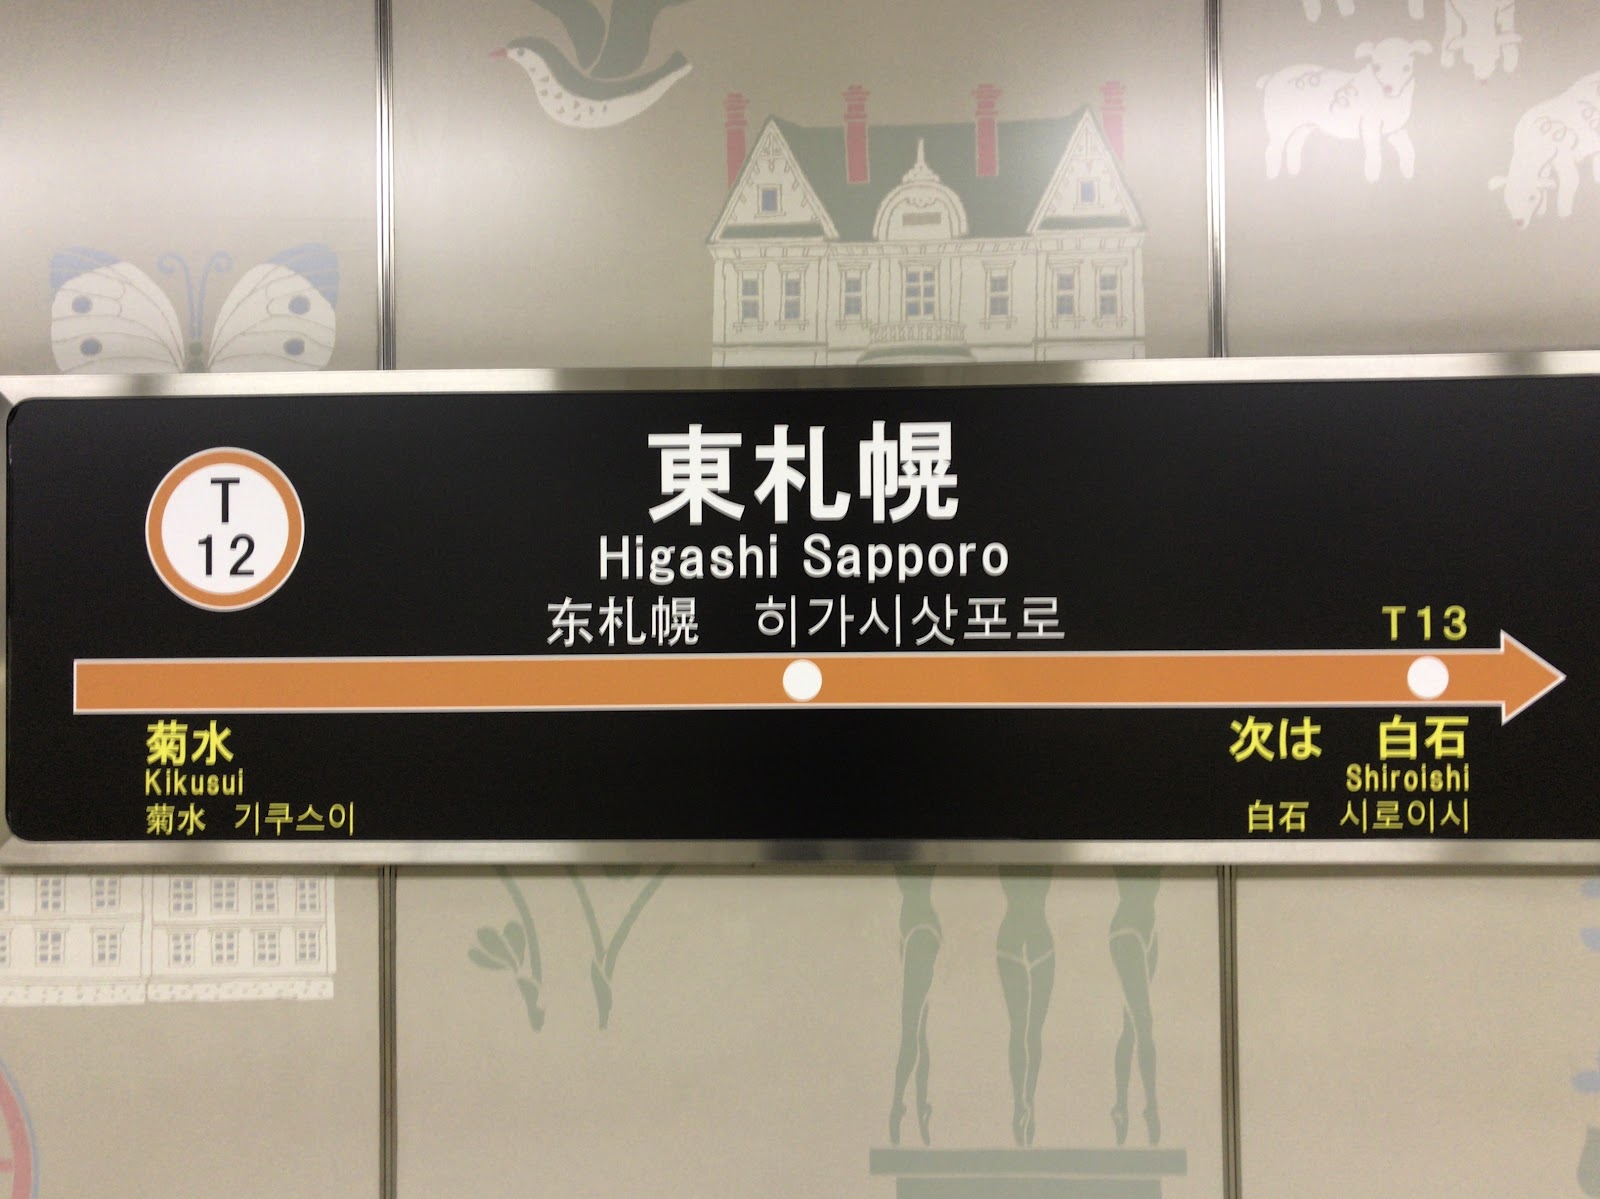 T
12
東札幌
Higashi Sapporo
东札幌 히가시삿포로
T13
菊水
Kikusui
菊水 기쿠스이
次は 白石
Shiroishi
白石 시로이시